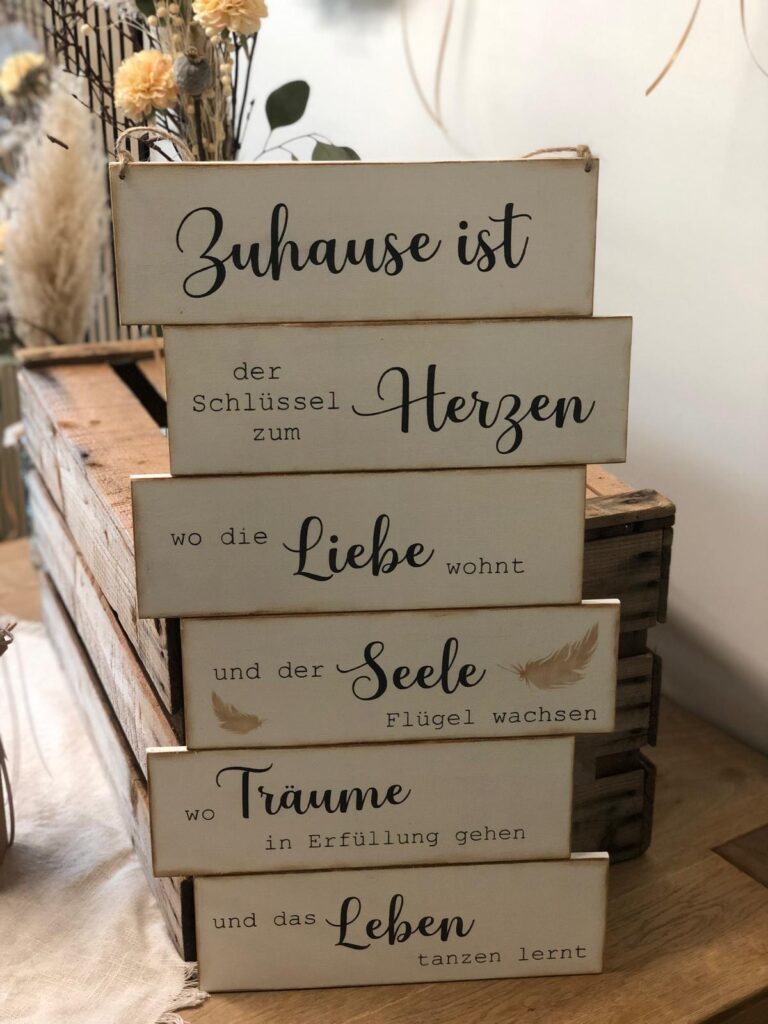 Zuhause ist
der
Schlüssel
zum
Herzen
wo die Liebe wohnt
und der Seele
Flügel wachsen
wo Träume
in Erfüllung gehen
und das Leben
tanzen lernt